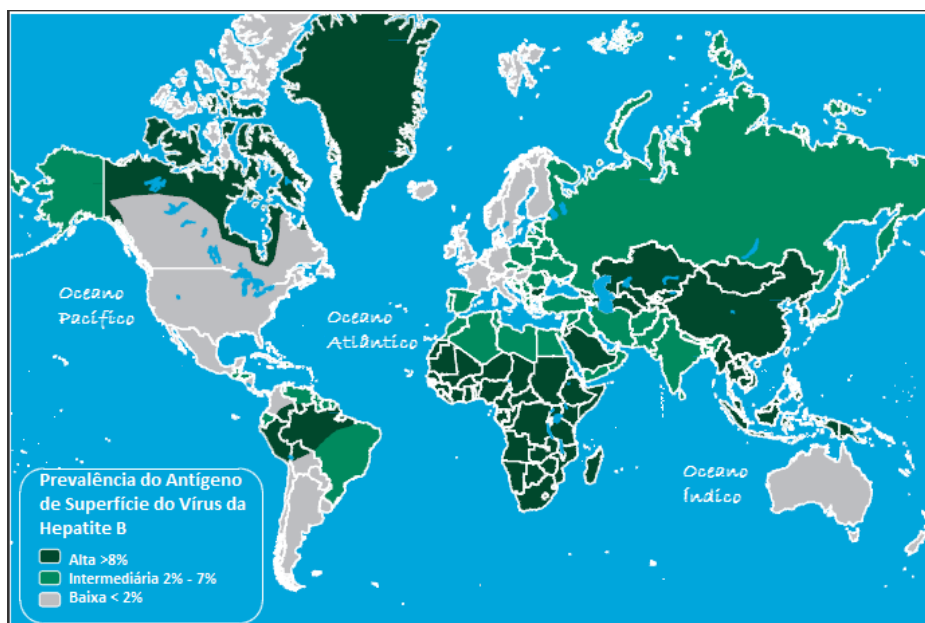 Oceano
Pacífico
Oceano
Atlântico
Oceano
Índico
Prevalência do Antígeno
de Superfície do Vírus da
Hepatite B
Alta >8%
Intermediária 2% - 7%
Baixa < 2%